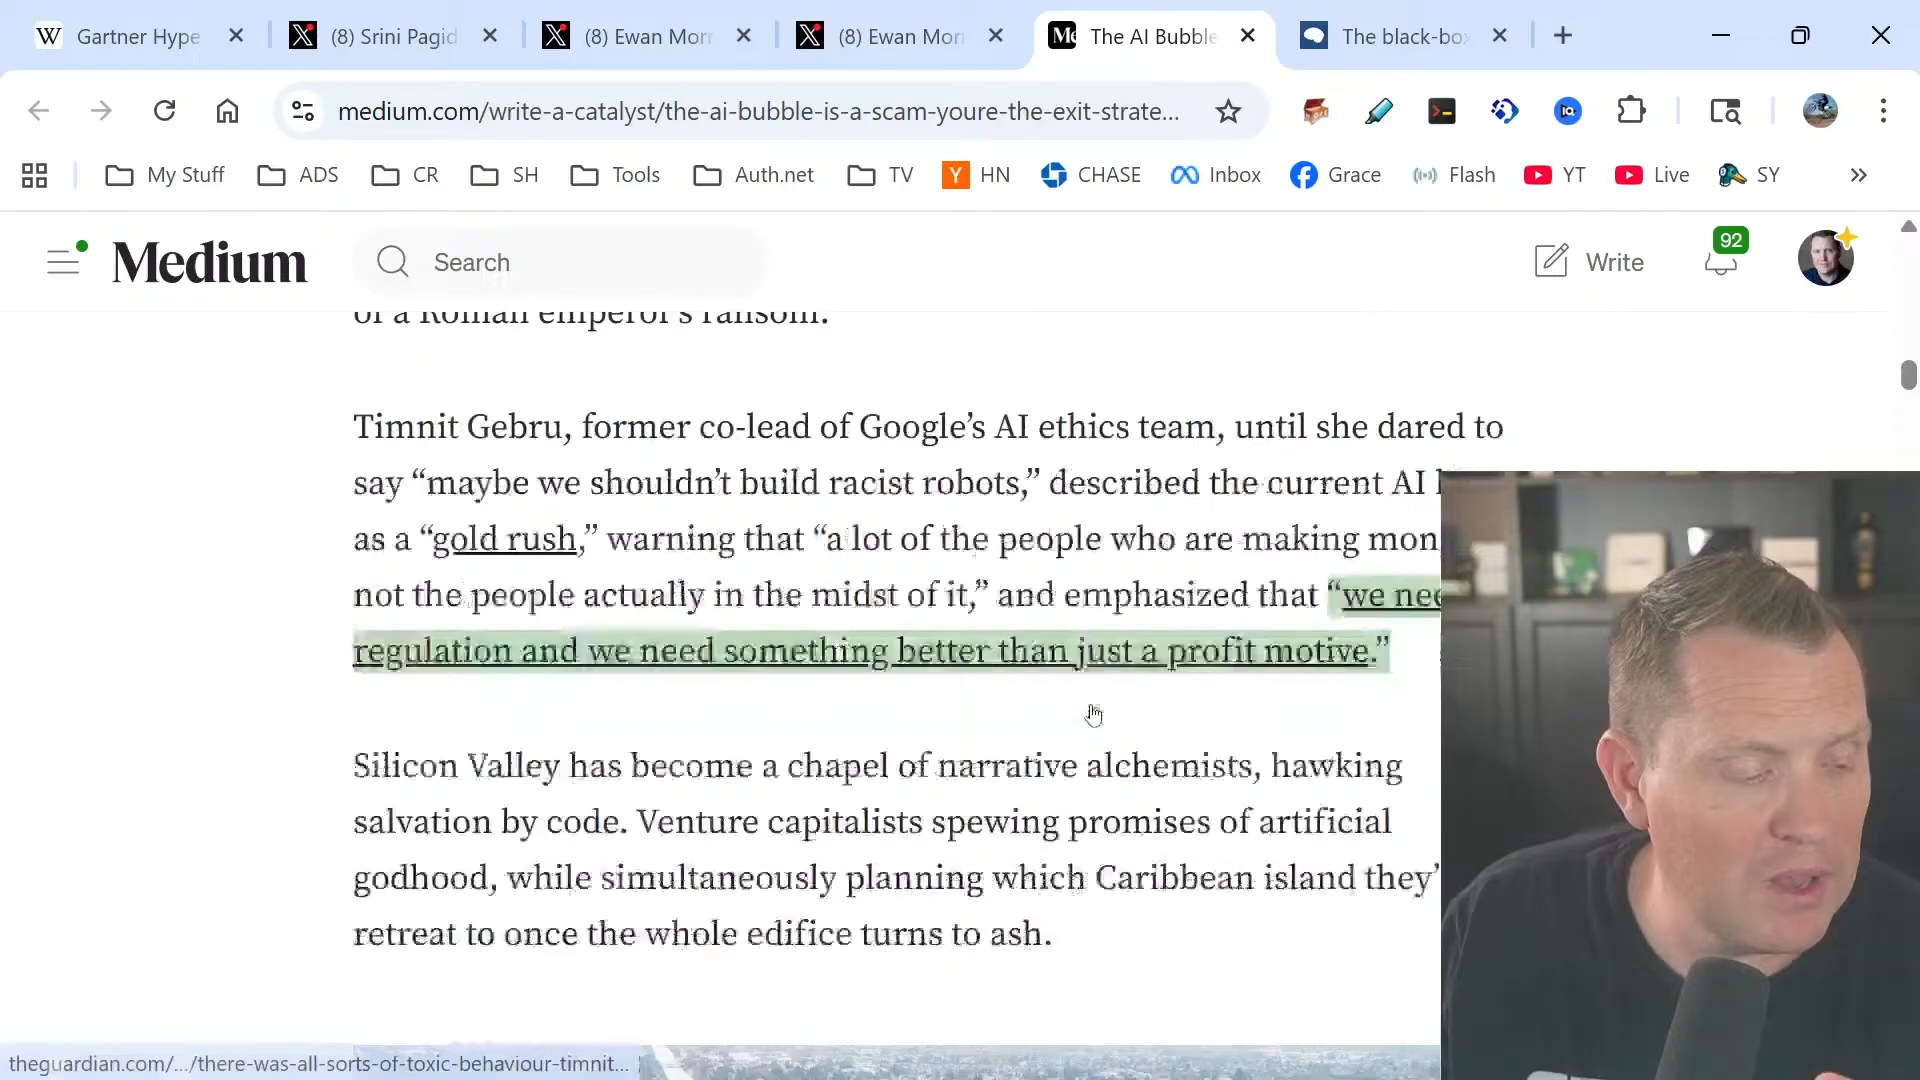 Gartner Hype
(8) Srini Pagid
(8) Ewan Morr
(8) Ewan Morr
The AI Bubble
The black-box
medium.com/write-a-catalyst/the-ai-bubble-is-a-scam-youre-the-exit-strate...
My Stuff
ADS
CR
SH
Tools
Auth.net
TV
HN
CHASE
Inbox
Grace
Flash
YT
Live
SY
Medium
Search
Write
92
of a Roman emperor's ransom.
Timnit Gebru, former co-lead of Google’s AI ethics team, until she dared to
say “maybe we shouldn’t build racist robots,” described the current AI
as a “gold rush,” warning that “a lot of the people who are making mon
not the people actually in the midst of it,” and emphasized that “we nee
regulation and we need something better than just a profit motive.”
Silicon Valley has become a chapel of narrative alchemists, hawking
salvation by code. Venture capitalists spewing promises of artificial
godhood, while simultaneously planning which Caribbean island they’
retreat to once the whole edifice turns to ash.
theguardian.com/.../there-was-all-sorts-of-toxic-behaviour-timnit...